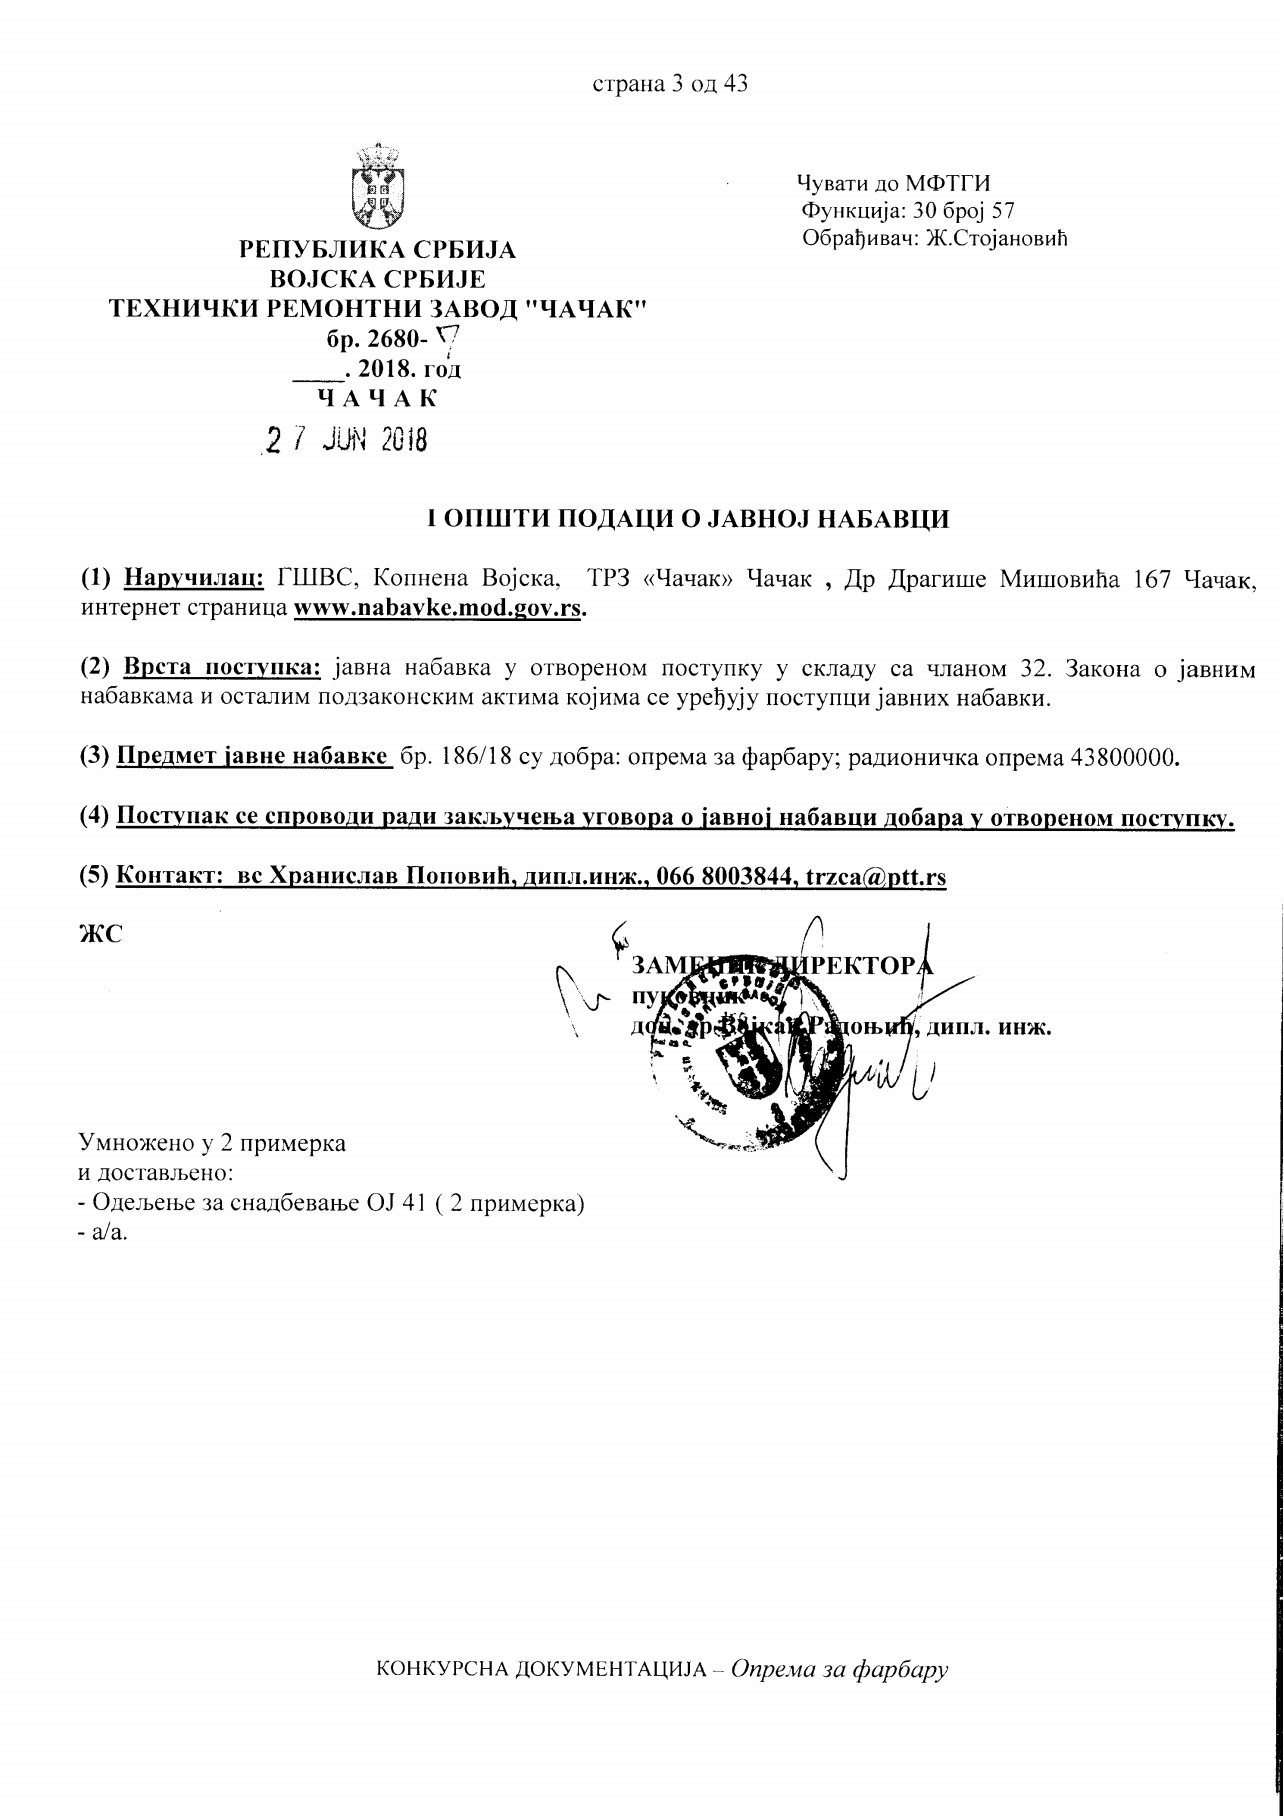 страна 3 од 43
Чувати до МФТГИ
Функција: 30 број 57
Обрађивач: Ж.Стојановић
РЕПУБЛИКА СРБИЈА
ВОЈСКА СРБИЈЕ
ТЕХНИЧКИ РЕМОНТНИ ЗАВОД "ЧАЧАК"
бр. 2680-
____. 2018. год
Ч А Ч А К
27 JUN 2018
I ОПШТИ ПОДАЦИ О ЈАВНОЈ НАБАВЦИ
(1) Наручилац: ГШВС, Копнена Војска, ТРЗ «Чачак» Чачак , Др Драгише Мишовића 167 Чачак,
интернет страница www.nabavke.mod.gov.rs.
(2) Врста поступка: јавна набавка у отвореном поступку у складу са чланом 32. Закона о јавним
набавкама и осталим подзаконским актима којима се уређују поступци јавних набавки.
(3) Предмет јавне набавке бр. 186/18 су добра: опрема за фарбару; радионичка опрема 43800000.
(4) Поступак се спроводи ради закључења уговора о јавној набавци добара у отвореном поступку.
(5) Контакт: вс Хранислав Поповић, дипл.инж., 066 8003844, trzca@ptt.rs
ЖС
ЗАМЕНИК ДИРЕКТОРА
пуковник
Радоњић, дипл. инж.
Умножено у 2 примерка
и достављено:
- Одељење за снадбевање ОЈ 41 ( 2 примерка)
- а/а.
КОНКУРСНА ДОКУМЕНТАЦИЈА – Опрема за фарбару